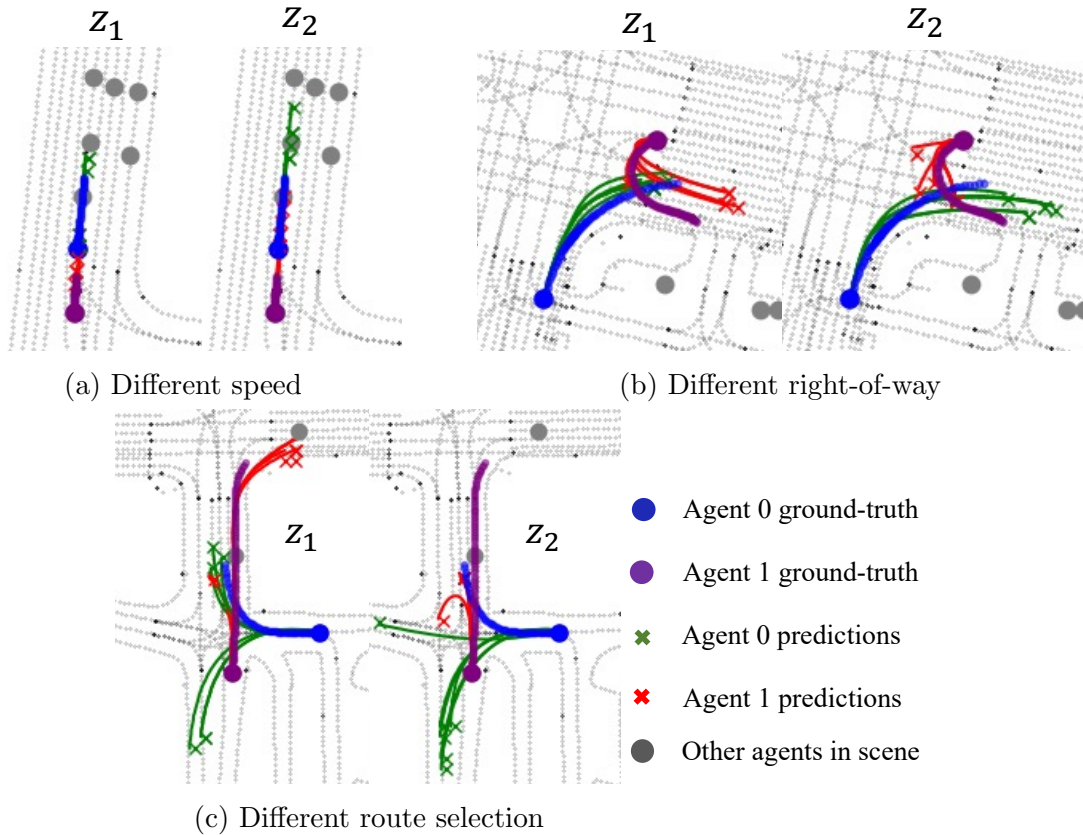 z₁ z₂ z₁ z₂
(a) Different speed
(b) Different right-of-way
z₁ z₂
Agent 0 ground-truth
Agent 1 ground-truth
Agent 0 predictions
Agent 1 predictions
Other agents in scene
(c) Different route selection